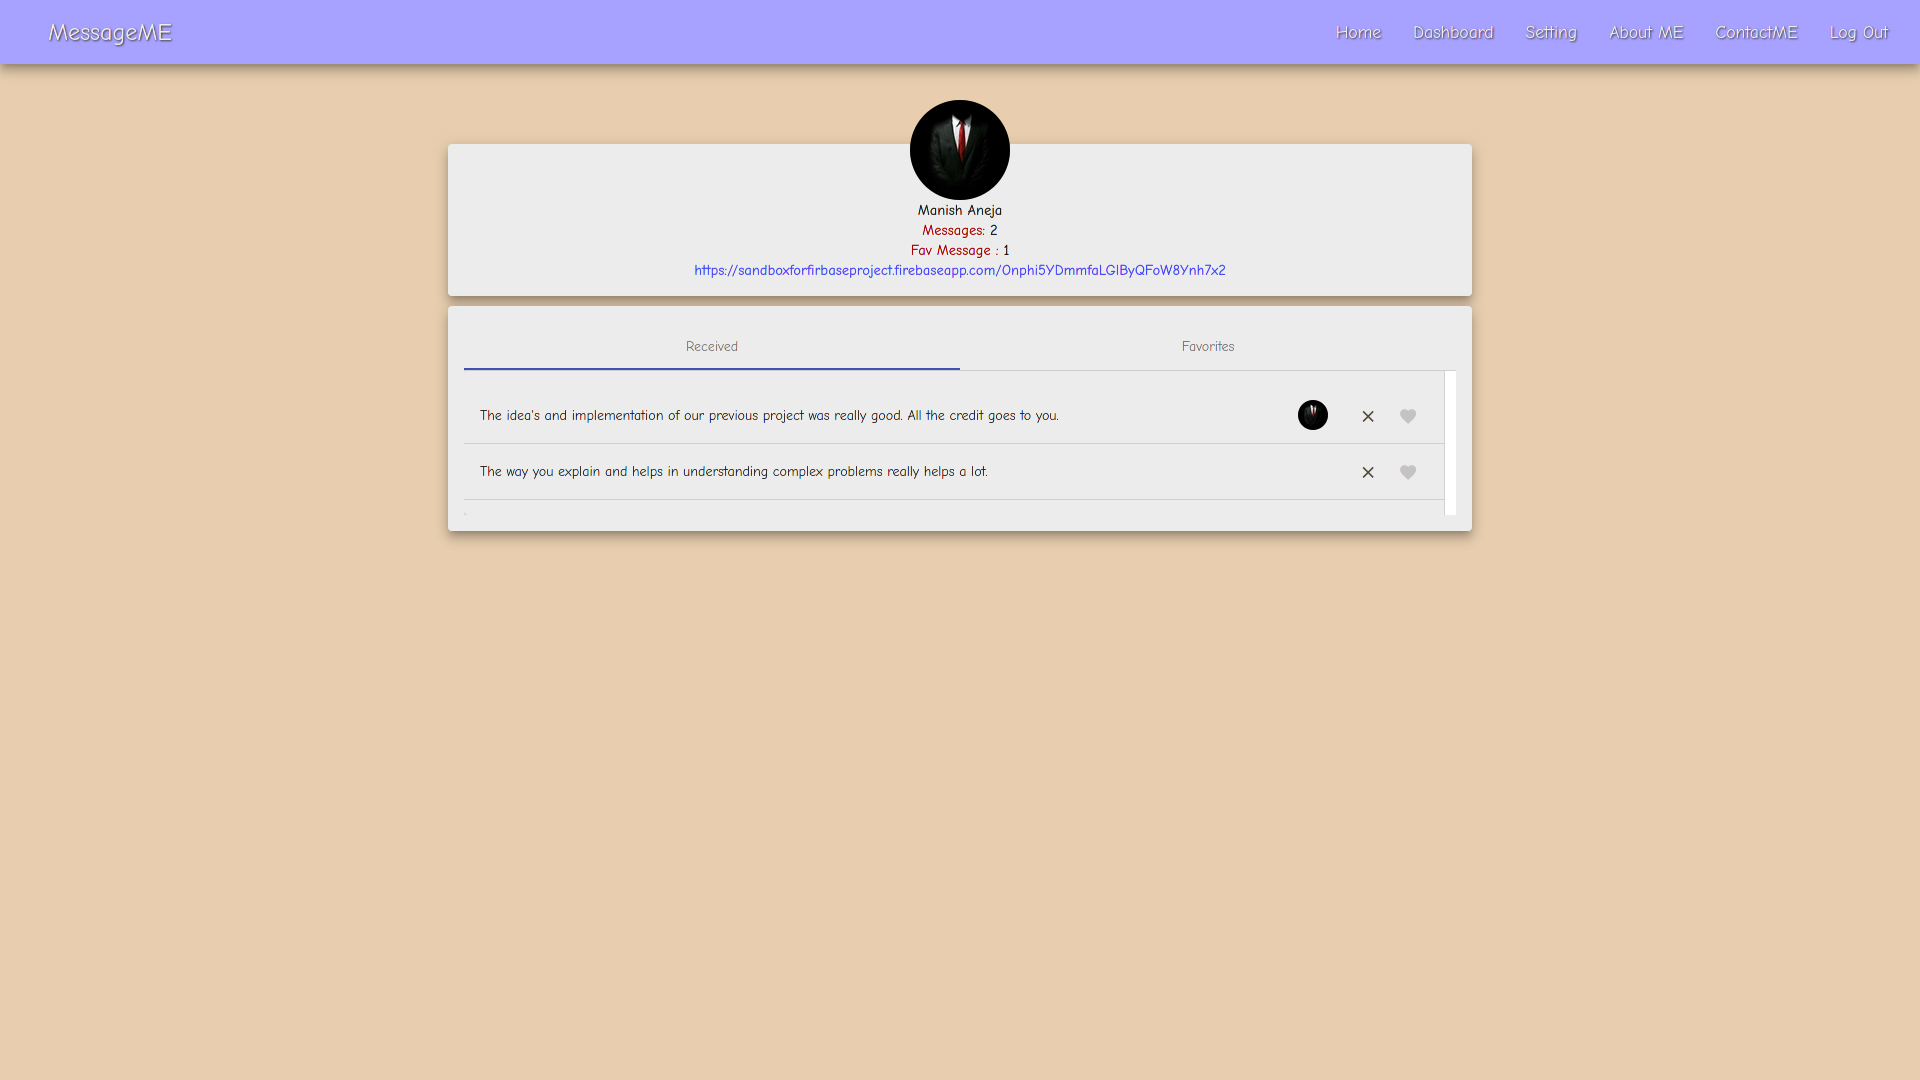 MessageME
Home Dashboard Setting About ME ContactME Log Out
Manish Aneja
Messages: 2
Fav Message : 1
https://sandboxforfirbaseproject.firebaseapp.com/0nphi5YDmmfaLGlByQFoW8Ynh7x2
Received Favorites
The idea's and implementation of our previous project was really good. All the credit goes to you.
The way you explain and helps in understanding complex problems really helps a lot.